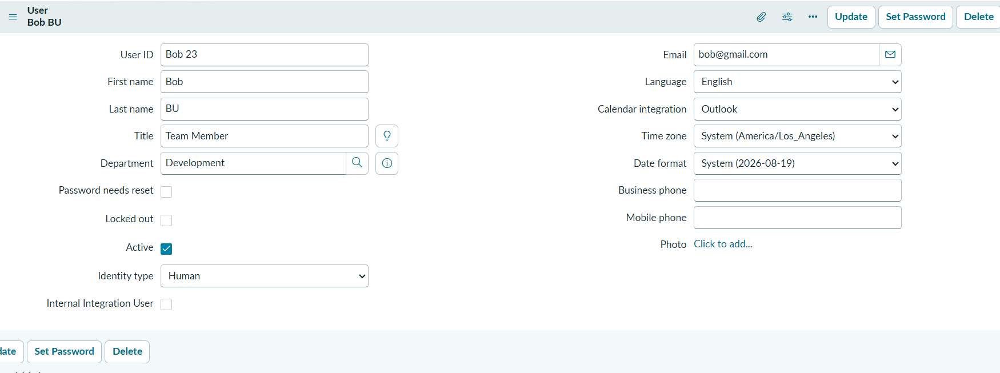 User
Bob BU
Update
Set Password
Delete
User ID
Bob 23
First name
Bob
Last name
BU
Title
Team Member
Department
Development
Password needs reset
Locked out
Active
Identity type
Human
Internal Integration User
Email
bob@gmail.com
Language
English
Calendar integration
Outlook
Time zone
System (America/Los_Angeles)
Date format
System (2026-08-19)
Business phone
Mobile phone
Photo
Click to add...
date
Set Password
Delete